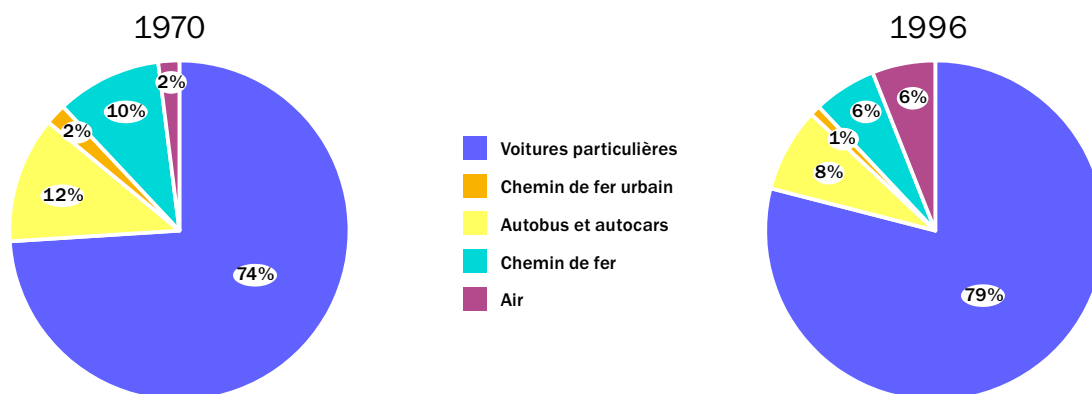 1970
2%
10%
2%
12%
74%
Voitures particulières
Chemin de fer urbain
Autobus et autocars
Chemin de fer
Air
1996
6%
6%
1%
8%
79%